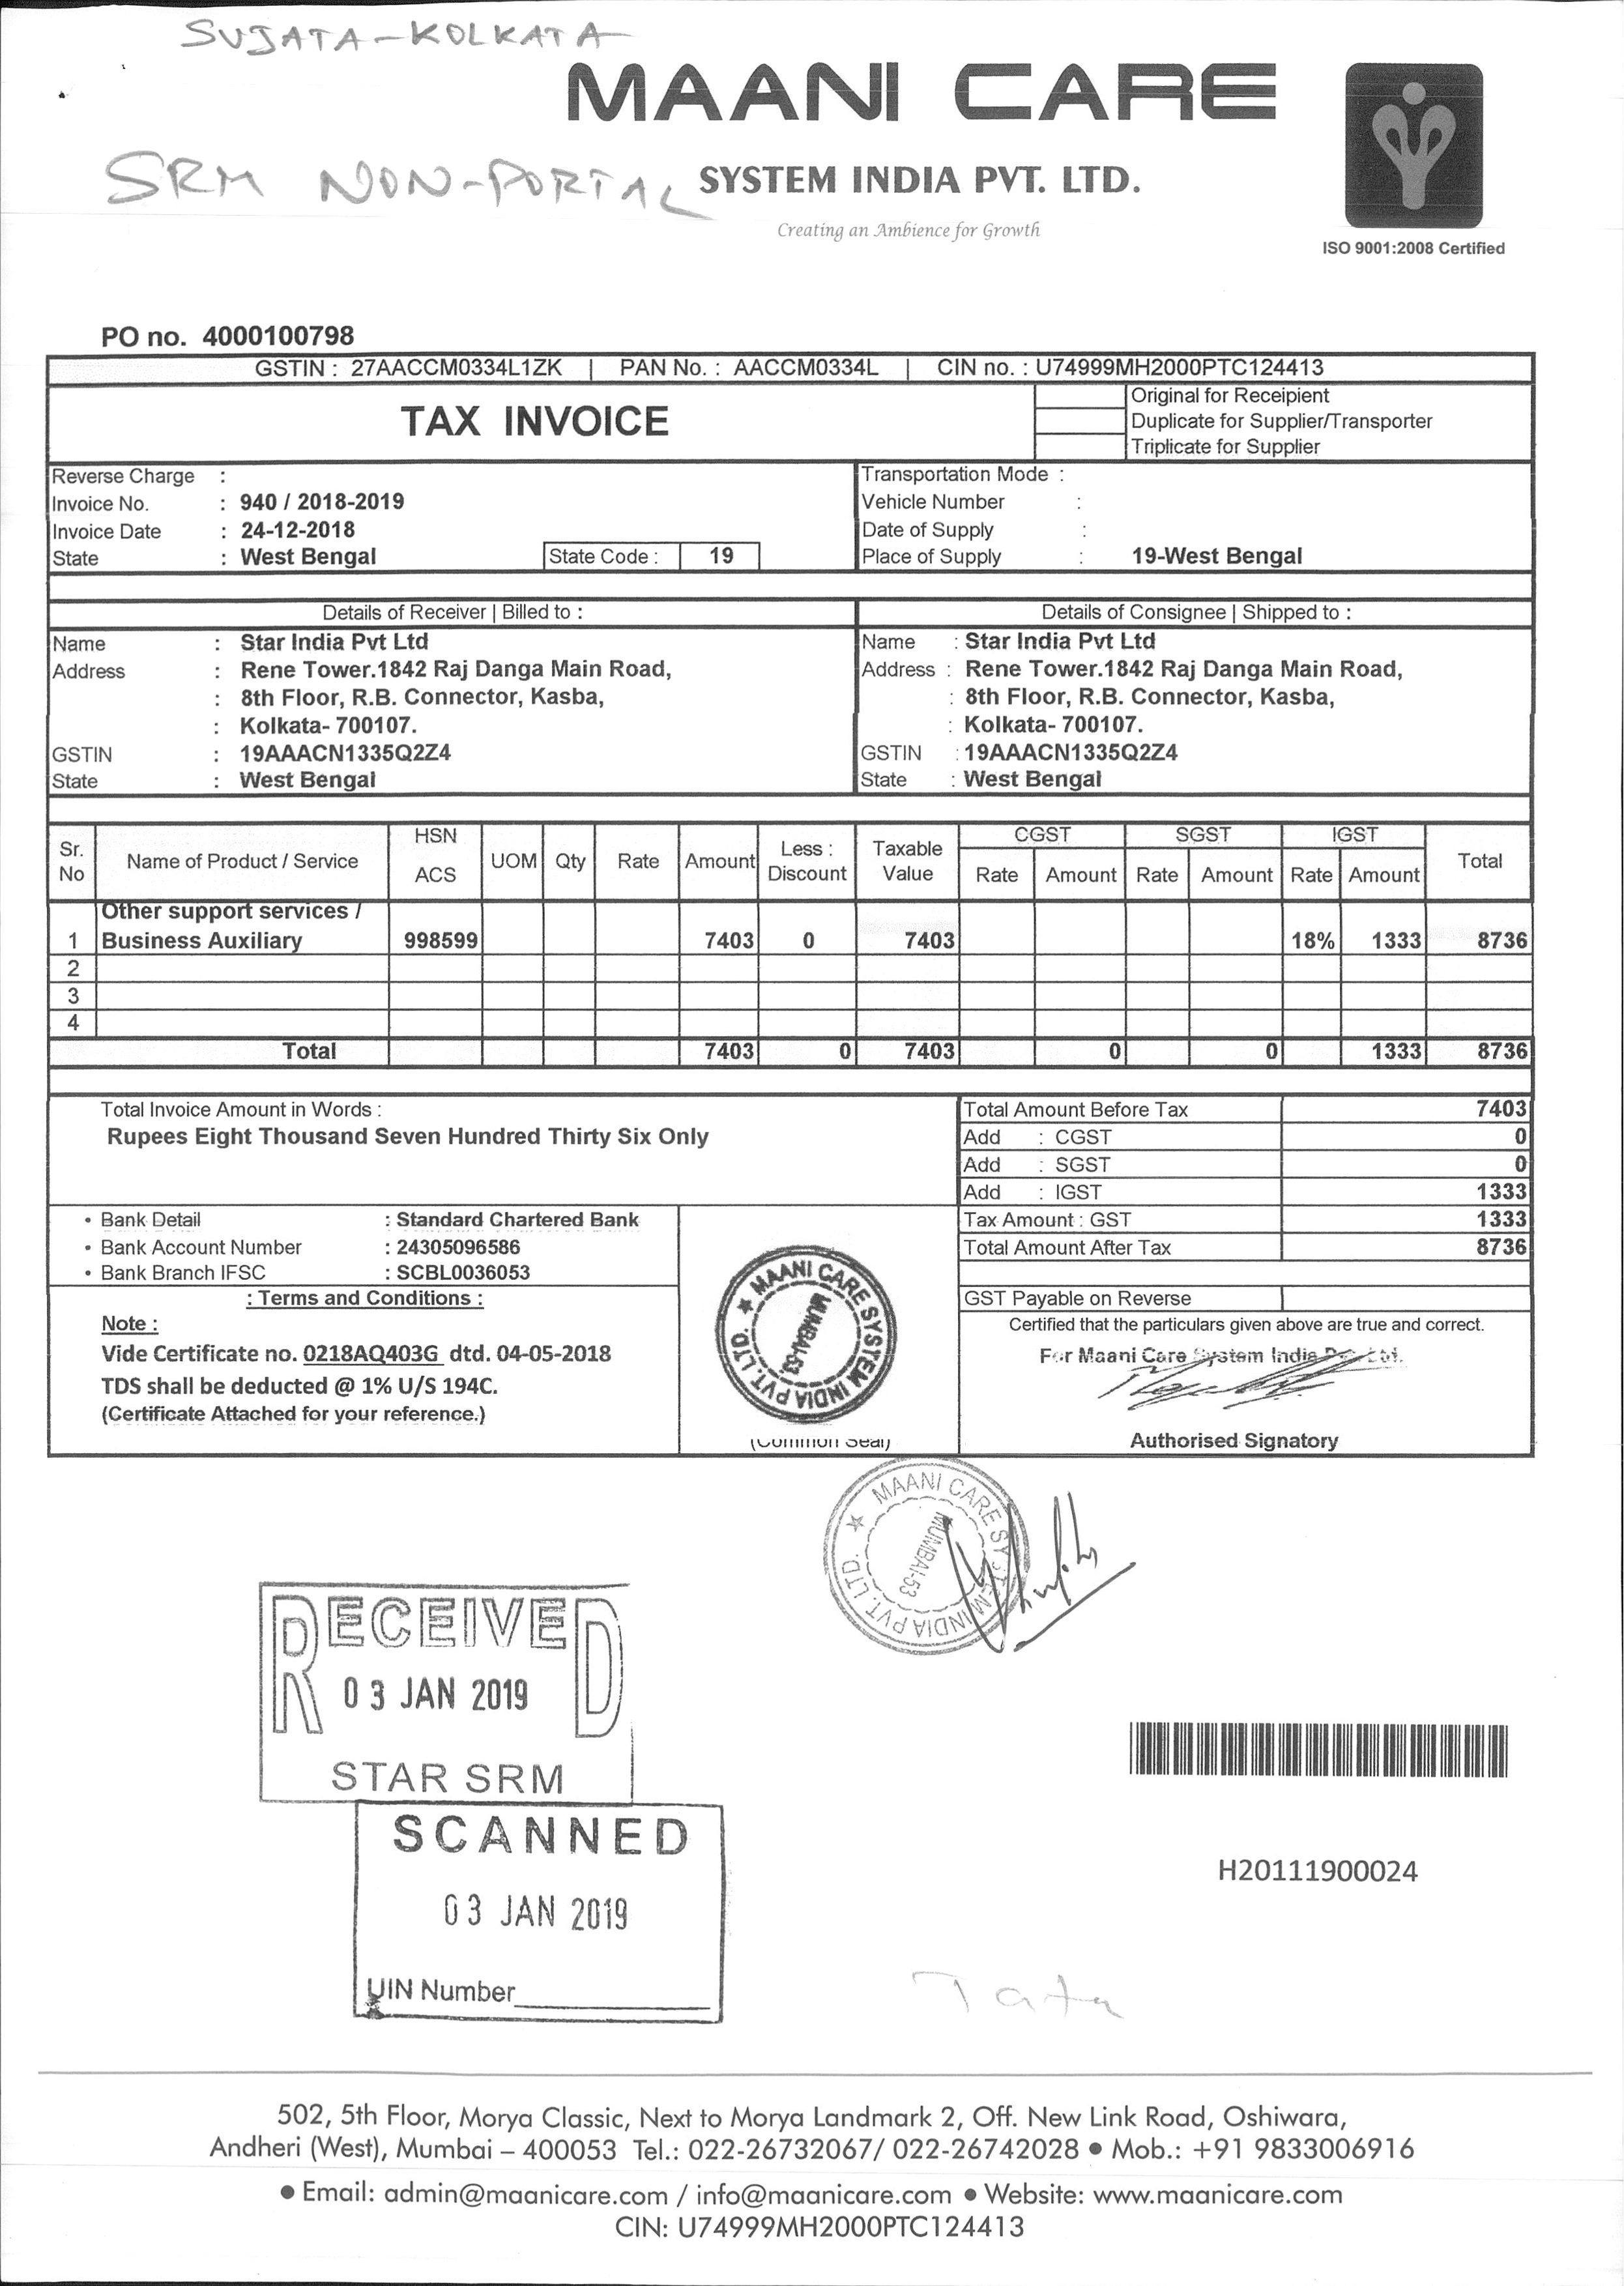 SUJATA-KOLKATA
MAANI CARE
SRM NON-PORTAL
SYSTEM INDIA PVT. LTD.
Creating an Ambience for Growth
ISO 9001:2008 Certified
PO no. 4000100798
GSTIN : 27AACCM0334L1ZK | PAN No. : AACCM0334L | CIN no. : U74999MH2000PTC124413
TAX INVOICE
Original for Receipient
Duplicate for Supplier/Transporter
Triplicate for Supplier
Reverse Charge :
Invoice No. : 940 / 2018-2019
Invoice Date : 24-12-2018
State : West Bengal State Code : 19
Transportation Mode :
Vehicle Number :
Date of Supply :
Place of Supply : 19-West Bengal
Details of Receiver | Billed to :
Name : Star India Pvt Ltd
Address : Rene Tower.1842 Raj Danga Main Road,
: 8th Floor, R.B. Connector, Kasba,
: Kolkata- 700107.
GSTIN : 19AAACN1335Q2Z4
State : West Bengal
Details of Consignee | Shipped to :
Name : Star India Pvt Ltd
Address : Rene Tower.1842 Raj Danga Main Road,
: 8th Floor, R.B. Connector, Kasba,
: Kolkata- 700107.
GSTIN : 19AAACN1335Q2Z4
State : West Bengal
Sr. No Name of Product / Service HSN ACS UOM Qty Rate Amount Less : Discount Taxable Value CGST Rate Amount SGST Rate Amount IGST Rate Amount Total
Other support services /
1 Business Auxiliary 998599 7403 0 7403 18% 1333 8736
2
3
4
Total 7403 0 7403 0 0 1333 8736
Total Invoice Amount in Words :
Rupees Eight Thousand Seven Hundred Thirty Six Only
Total Amount Before Tax 7403
Add : CGST 0
Add : SGST 0
Add : IGST 1333
Tax Amount : GST 1333
Total Amount After Tax 8736
GST Payable on Reverse
• Bank Detail : Standard Chartered Bank
• Bank Account Number : 24305096586
• Bank Branch IFSC : SCBL0036053
: Terms and Conditions :
Note :
Vide Certificate no. 0218AQ403G dtd. 04-05-2018
TDS shall be deducted @ 1% U/S 194C.
(Certificate Attached for your reference.)
MAANI CARE SYSTEM INDIA PVT. LTD. ★
MUMBAI-53.
(Common Seal)
Certified that the particulars given above are true and correct.
For Maani Care System India Pvt. Ltd.
Authorised Signatory
MAANI CARE SYSTEM INDIA PVT. LTD. ★
MUMBAI-53
RECEIVED
03 JAN 2019
STAR SRM
SCANNED
03 JAN 2019
UIN Number
H20111900024
Tata
502, 5th Floor, Morya Classic, Next to Morya Landmark 2, Off. New Link Road, Oshiwara,
Andheri (West), Mumbai – 400053 Tel.: 022-26732067/ 022-26742028 ● Mob.: +91 9833006916
● Email: admin@maanicare.com / info@maanicare.com ● Website: www.maanicare.com
CIN: U74999MH2000PTC124413